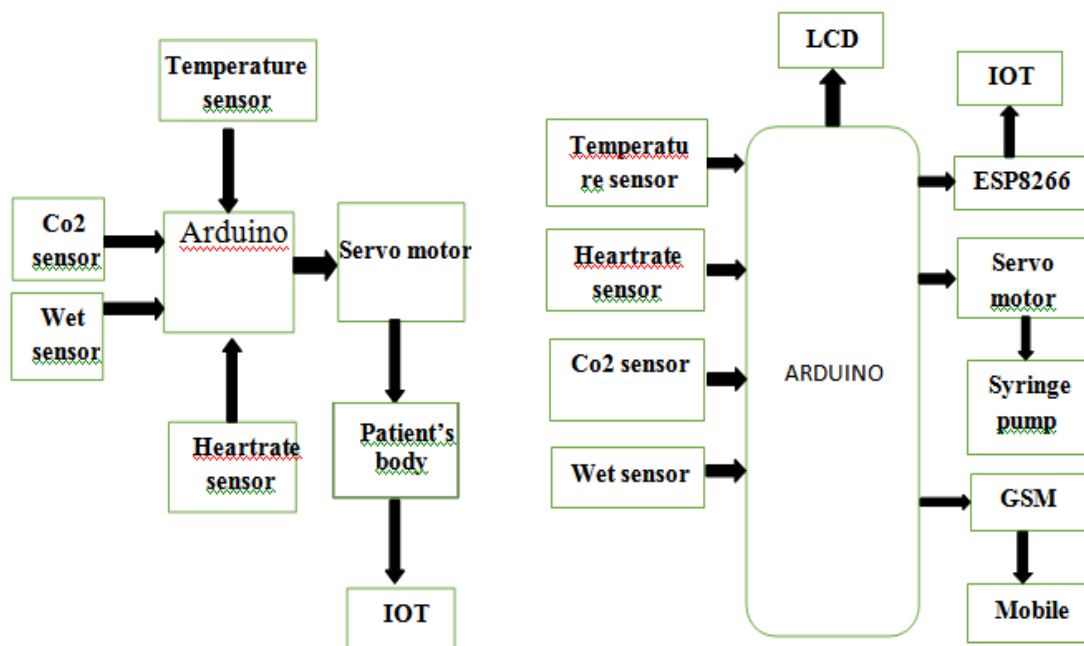 Temperature
sensor
Co2
sensor
Arduino
Servo motor
Wet
sensor
Heartrate
sensor
Patient's
body
IOT
LCD
IOT
Temperatu
re sensor
ESP8266
Heartrate
sensor
Servo
motor
Co2 sensor
ARDUINO
Syringe
pump
Wet sensor
GSM
Mobile